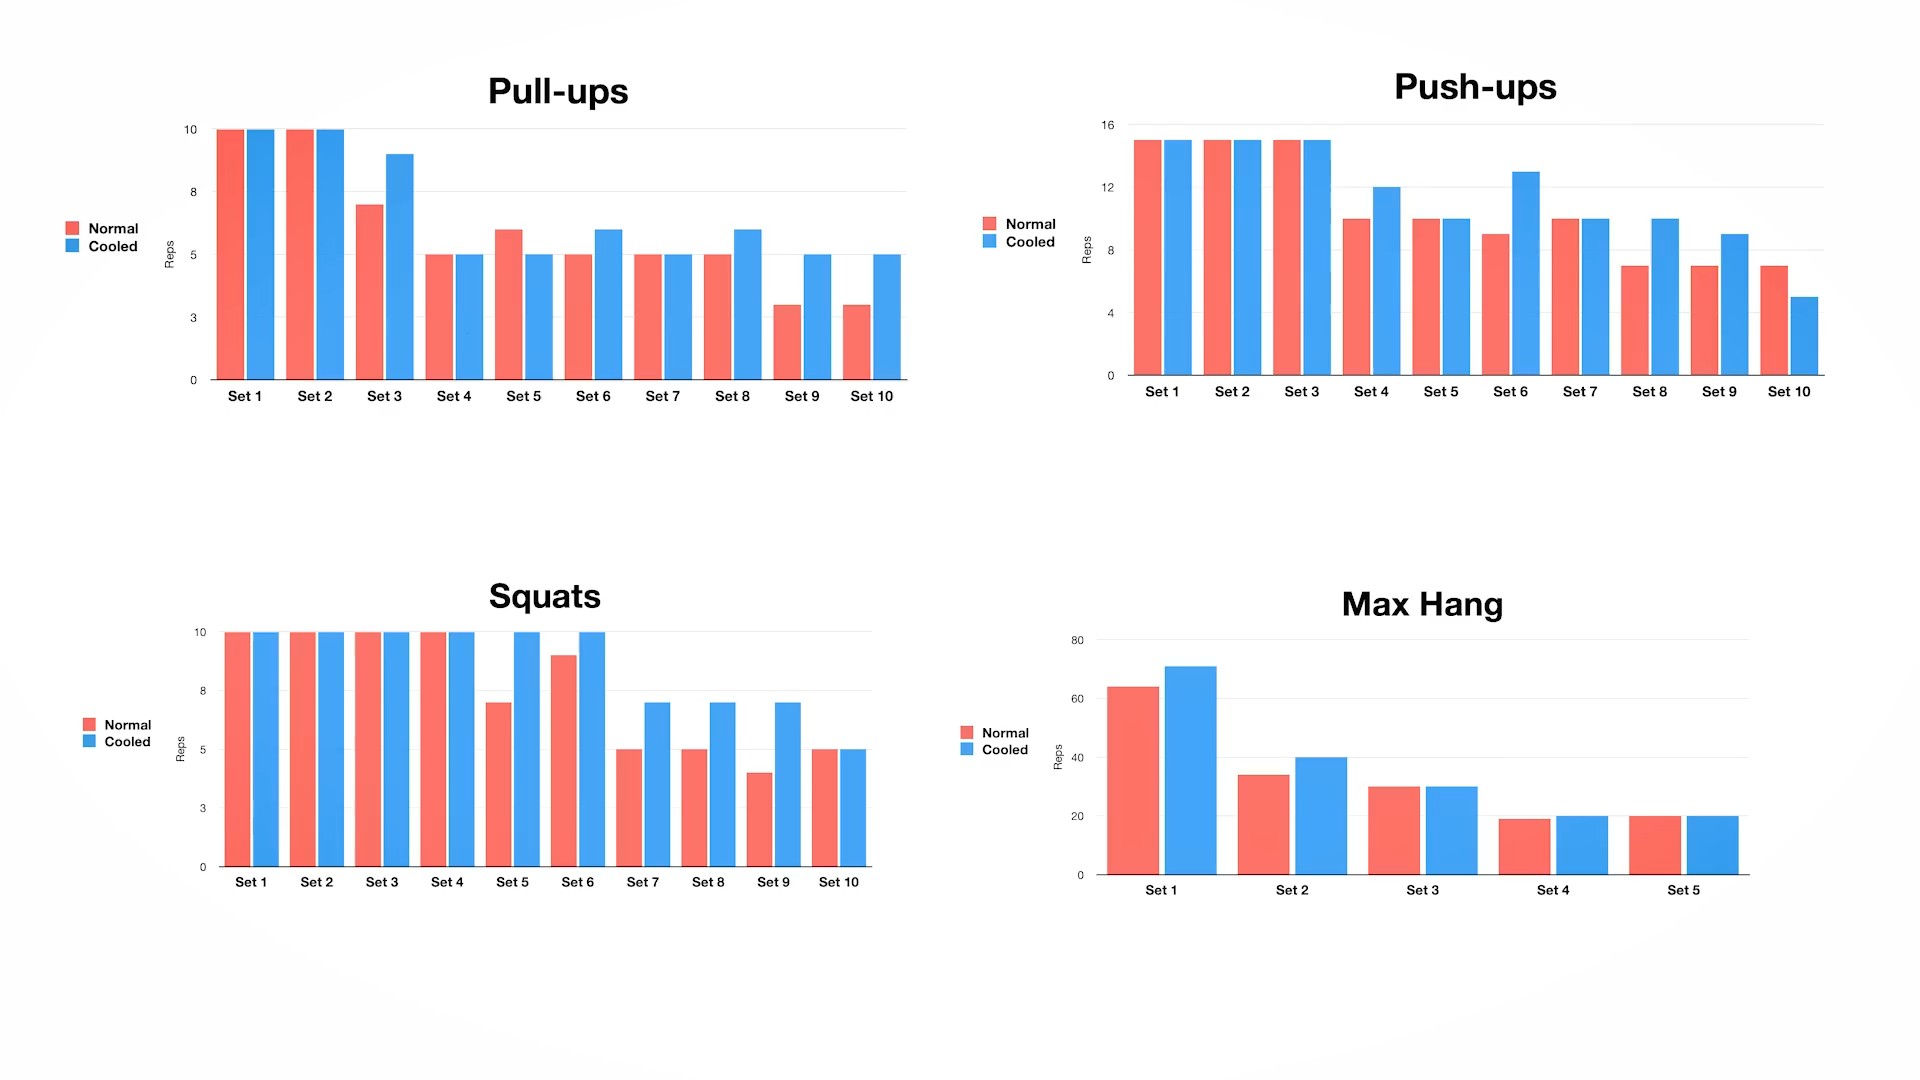 Pull-ups
10
8
5
3
0
Reps
Normal
Cooled
Set 1 Set 2 Set 3 Set 4 Set 5 Set 6 Set 7 Set 8 Set 9 Set 10
Push-ups
16
12
8
4
0
Reps
Normal
Cooled
Set 1 Set 2 Set 3 Set 4 Set 5 Set 6 Set 7 Set 8 Set 9 Set 10
Squats
10
8
5
3
0
Reps
Normal
Cooled
Set 1 Set 2 Set 3 Set 4 Set 5 Set 6 Set 7 Set 8 Set 9 Set 10
Max Hang
80
60
40
20
0
Reps
Normal
Cooled
Set 1 Set 2 Set 3 Set 4 Set 5